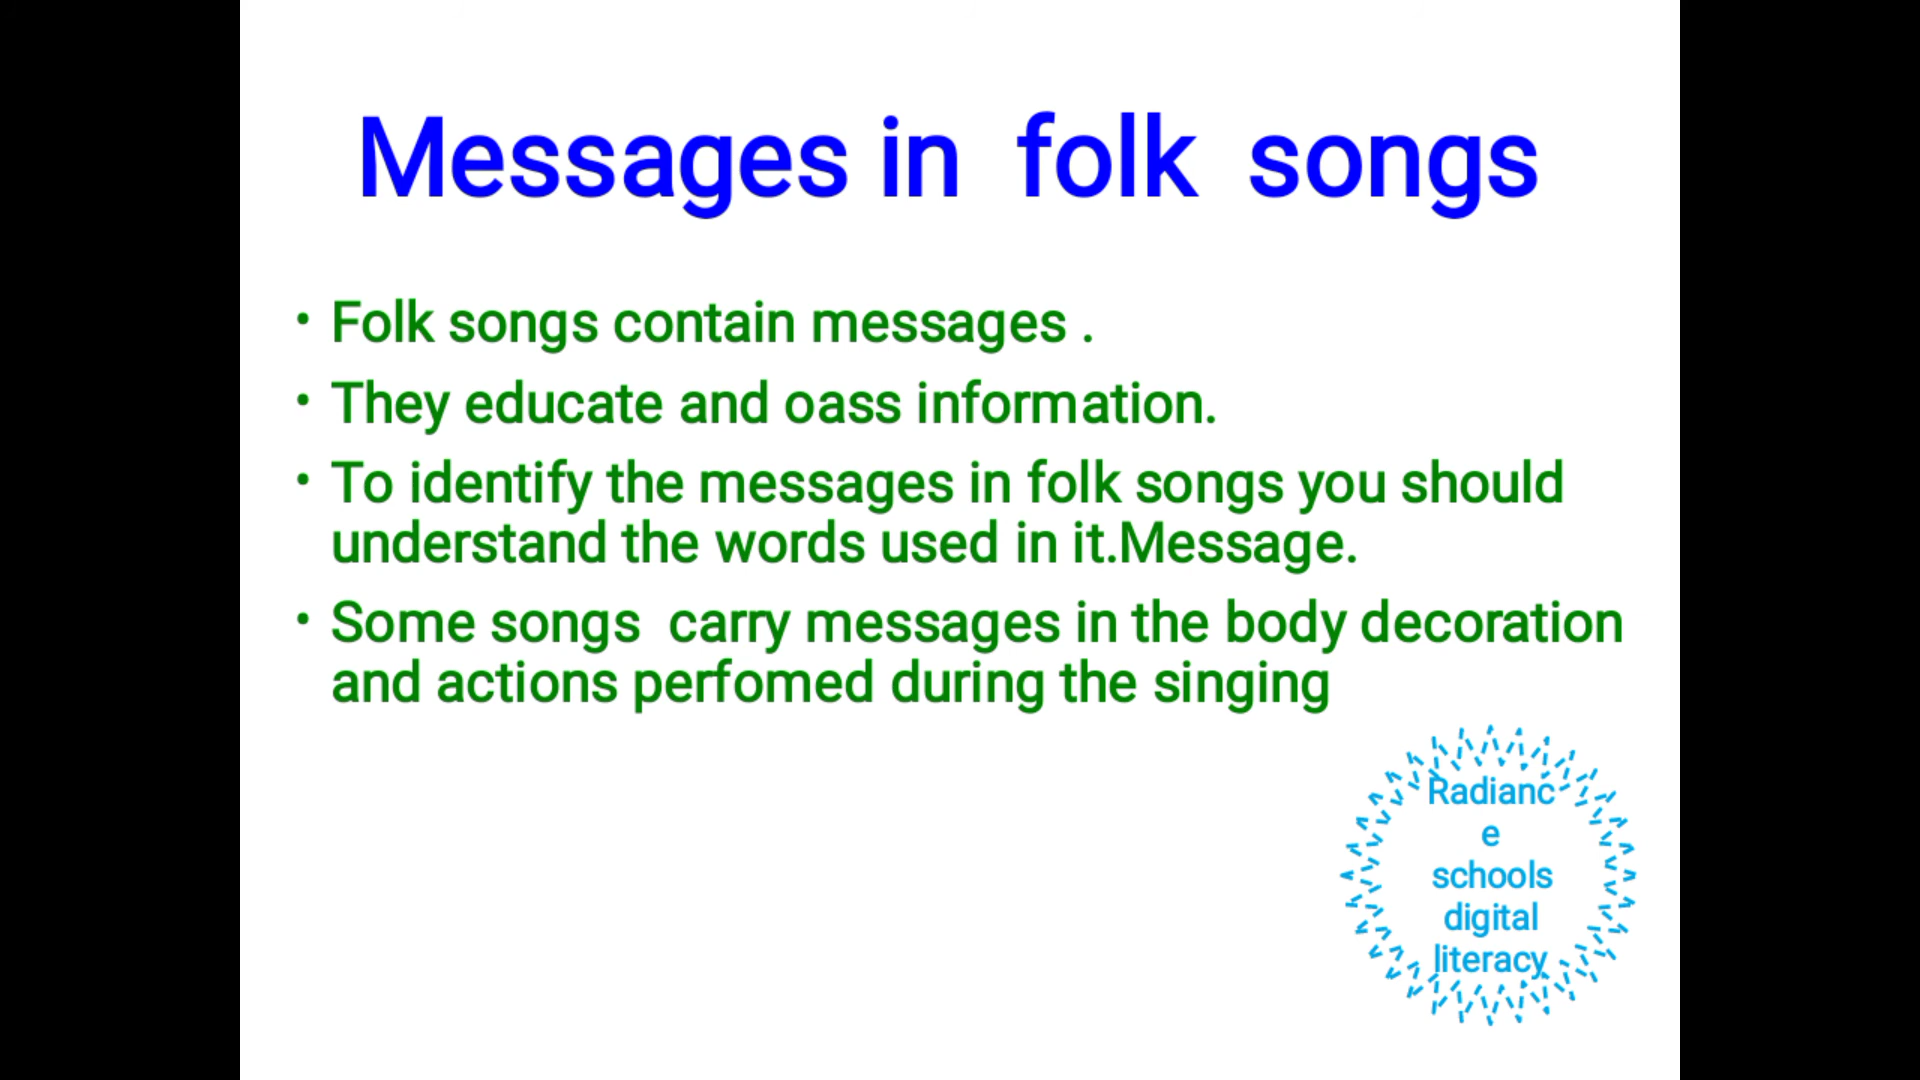 Messages in  folk  songs
• Folk songs contain messages .
• They educate and oass information.
• To identify the messages in folk songs you should
understand the words used in it.Message.
• Some songs  carry messages in the body decoration
and actions perfomed during the singing
Radianc
e
schools
digital
literacy